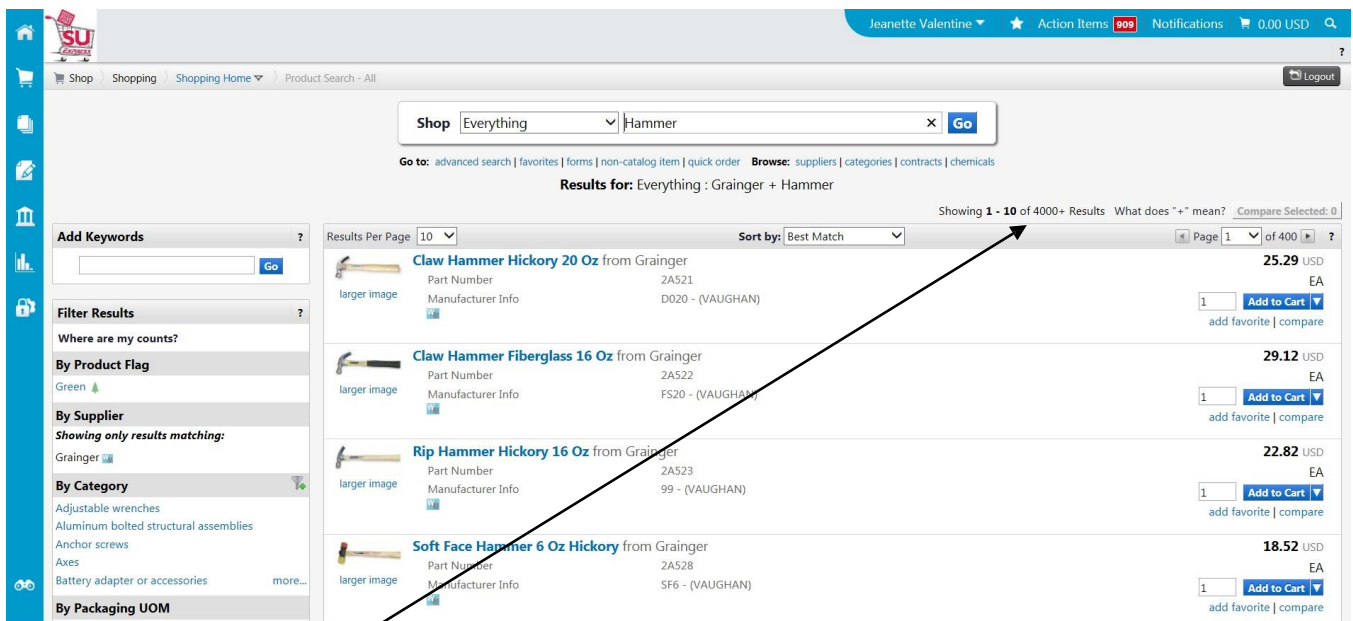 SU
EXPRESS
Jeanette Valentine
Action Items 909
Notifications
0.00 USD
?
Shop
Shopping
Shopping Home
Product Search - All
Logout
Shop Everything Hammer × Go
Go to: advanced search | favorites | forms | non-catalog item | quick order Browse: suppliers | categories | contracts | chemicals
Results for: Everything : Grainger + Hammer
Showing 1 - 10 of 4000+ Results What does "+" mean? Compare Selected: 0
Add Keywords ?
Go
Filter Results ?
Where are my counts?
By Product Flag
Green
By Supplier
Showing only results matching:
Grainger
By Category
Adjustable wrenches
Aluminum bolted structural assemblies
Anchor screws
Axes
Battery adapter or accessories more...
By Packaging UOM
Results Per Page 10 Sort by: Best Match Page 1 of 400 ?
Claw Hammer Hickory 20 Oz from Grainger 25.29 USD
Part Number 2A521 EA
larger image Manufacturer Info D020 - (VAUGHAN) 1 Add to Cart
add favorite | compare
Claw Hammer Fiberglass 16 Oz from Grainger 29.12 USD
Part Number 2A522 EA
larger image Manufacturer Info FS20 - (VAUGHAN) 1 Add to Cart
add favorite | compare
Rip Hammer Hickory 16 Oz from Grainger 22.82 USD
Part Number 2A523 EA
larger image Manufacturer Info 99 - (VAUGHAN) 1 Add to Cart
add favorite | compare
Soft Face Hammer 6 Oz Hickory from Grainger 18.52 USD
Part Number 2A528 EA
larger image Manufacturer Info SF6 - (VAUGHAN) 1 Add to Cart
add favorite | compare